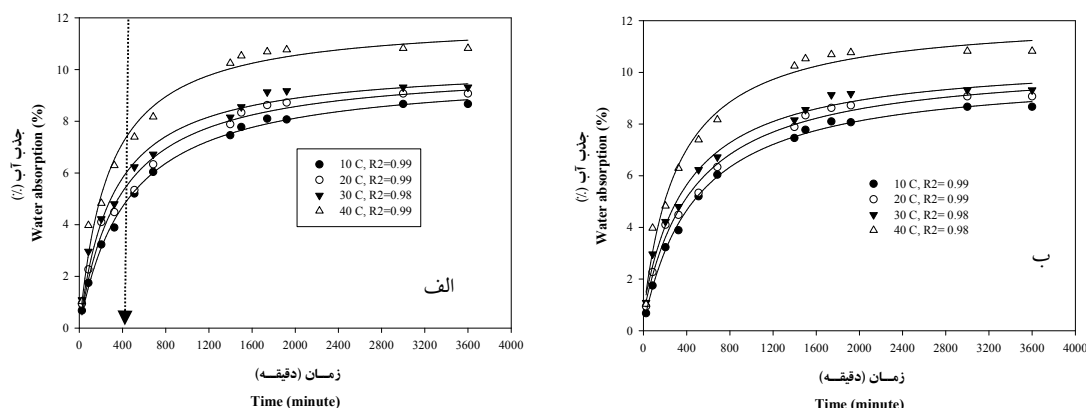 12
10
8
6
4
2
0
جذب آب (٪)
Water absorption (%)
10 C, R2=0.99
20 C, R2=0.99
30 C, R2=0.98
40 C, R2=0.99
الف
0 400 800 1200 1600 2000 2400 2800 3200 3600 4000
زمـــان (دقیقــه)
Time (minute)
12
10
8
6
4
2
0
جذب آب (٪)
Water absorption (%)
10 C, R2= 0.99
20 C, R2= 0.99
30 C, R2= 0.98
40 C, R2= 0.98
ب
0 400 800 1200 1600 2000 2400 2800 3200 3600 4000
زمـــان (دقیقــه)
Time (minute)